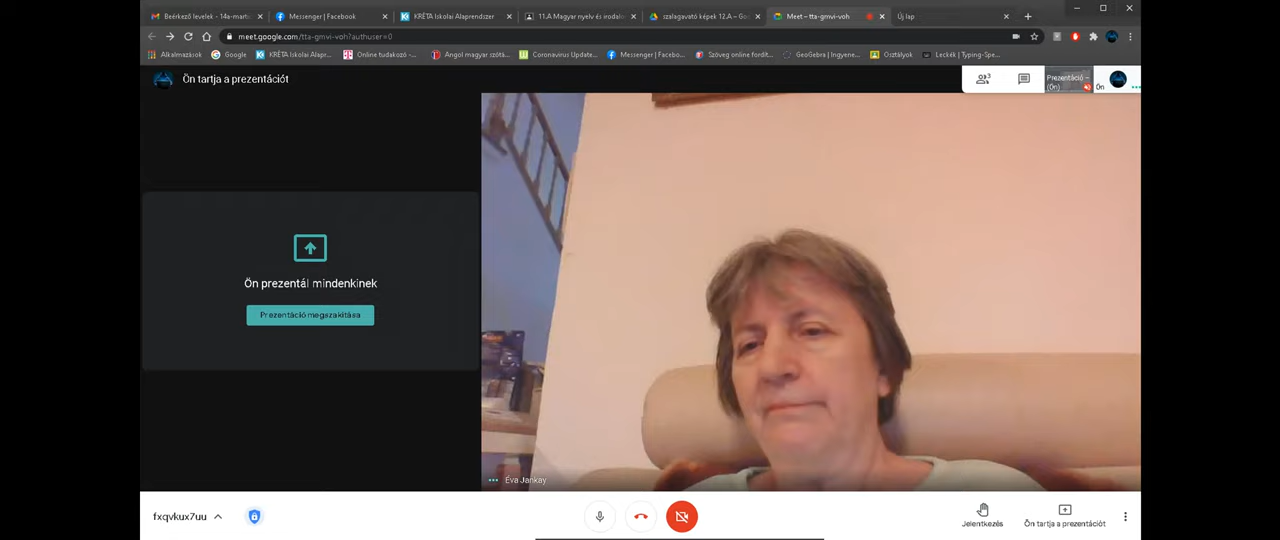 Beérkező levelek - 14a-mart
Messenger | Facebook
KRÉTA Iskolai Alaprendszer
11.A Magyar nyelv és irodalo
szalagavató képek 12.A – Go
Meet – tta-gmvi-voh
Új lap
meet.google.com/tta-gmvi-voh?authuser=0
Alkalmazások
Google
KRÉTA Iskolai Alapr...
Online tudakozó -...
Angol magyar szótá...
Coronavirus Update...
Messenger | Facebo...
Szöveg online fordít...
GeoGebra | Ingyene...
Osztályok
Leckék | Typing-Spe...
Ön tartja a prezentációt
3
Prezentáció –
(Ön)
Ön
Ön prezentál mindenkinek
Prezentáció megszakítása
Éva Jankay
fxqvkux7uu
Jelentkezés
Ön tartja a prezentációt